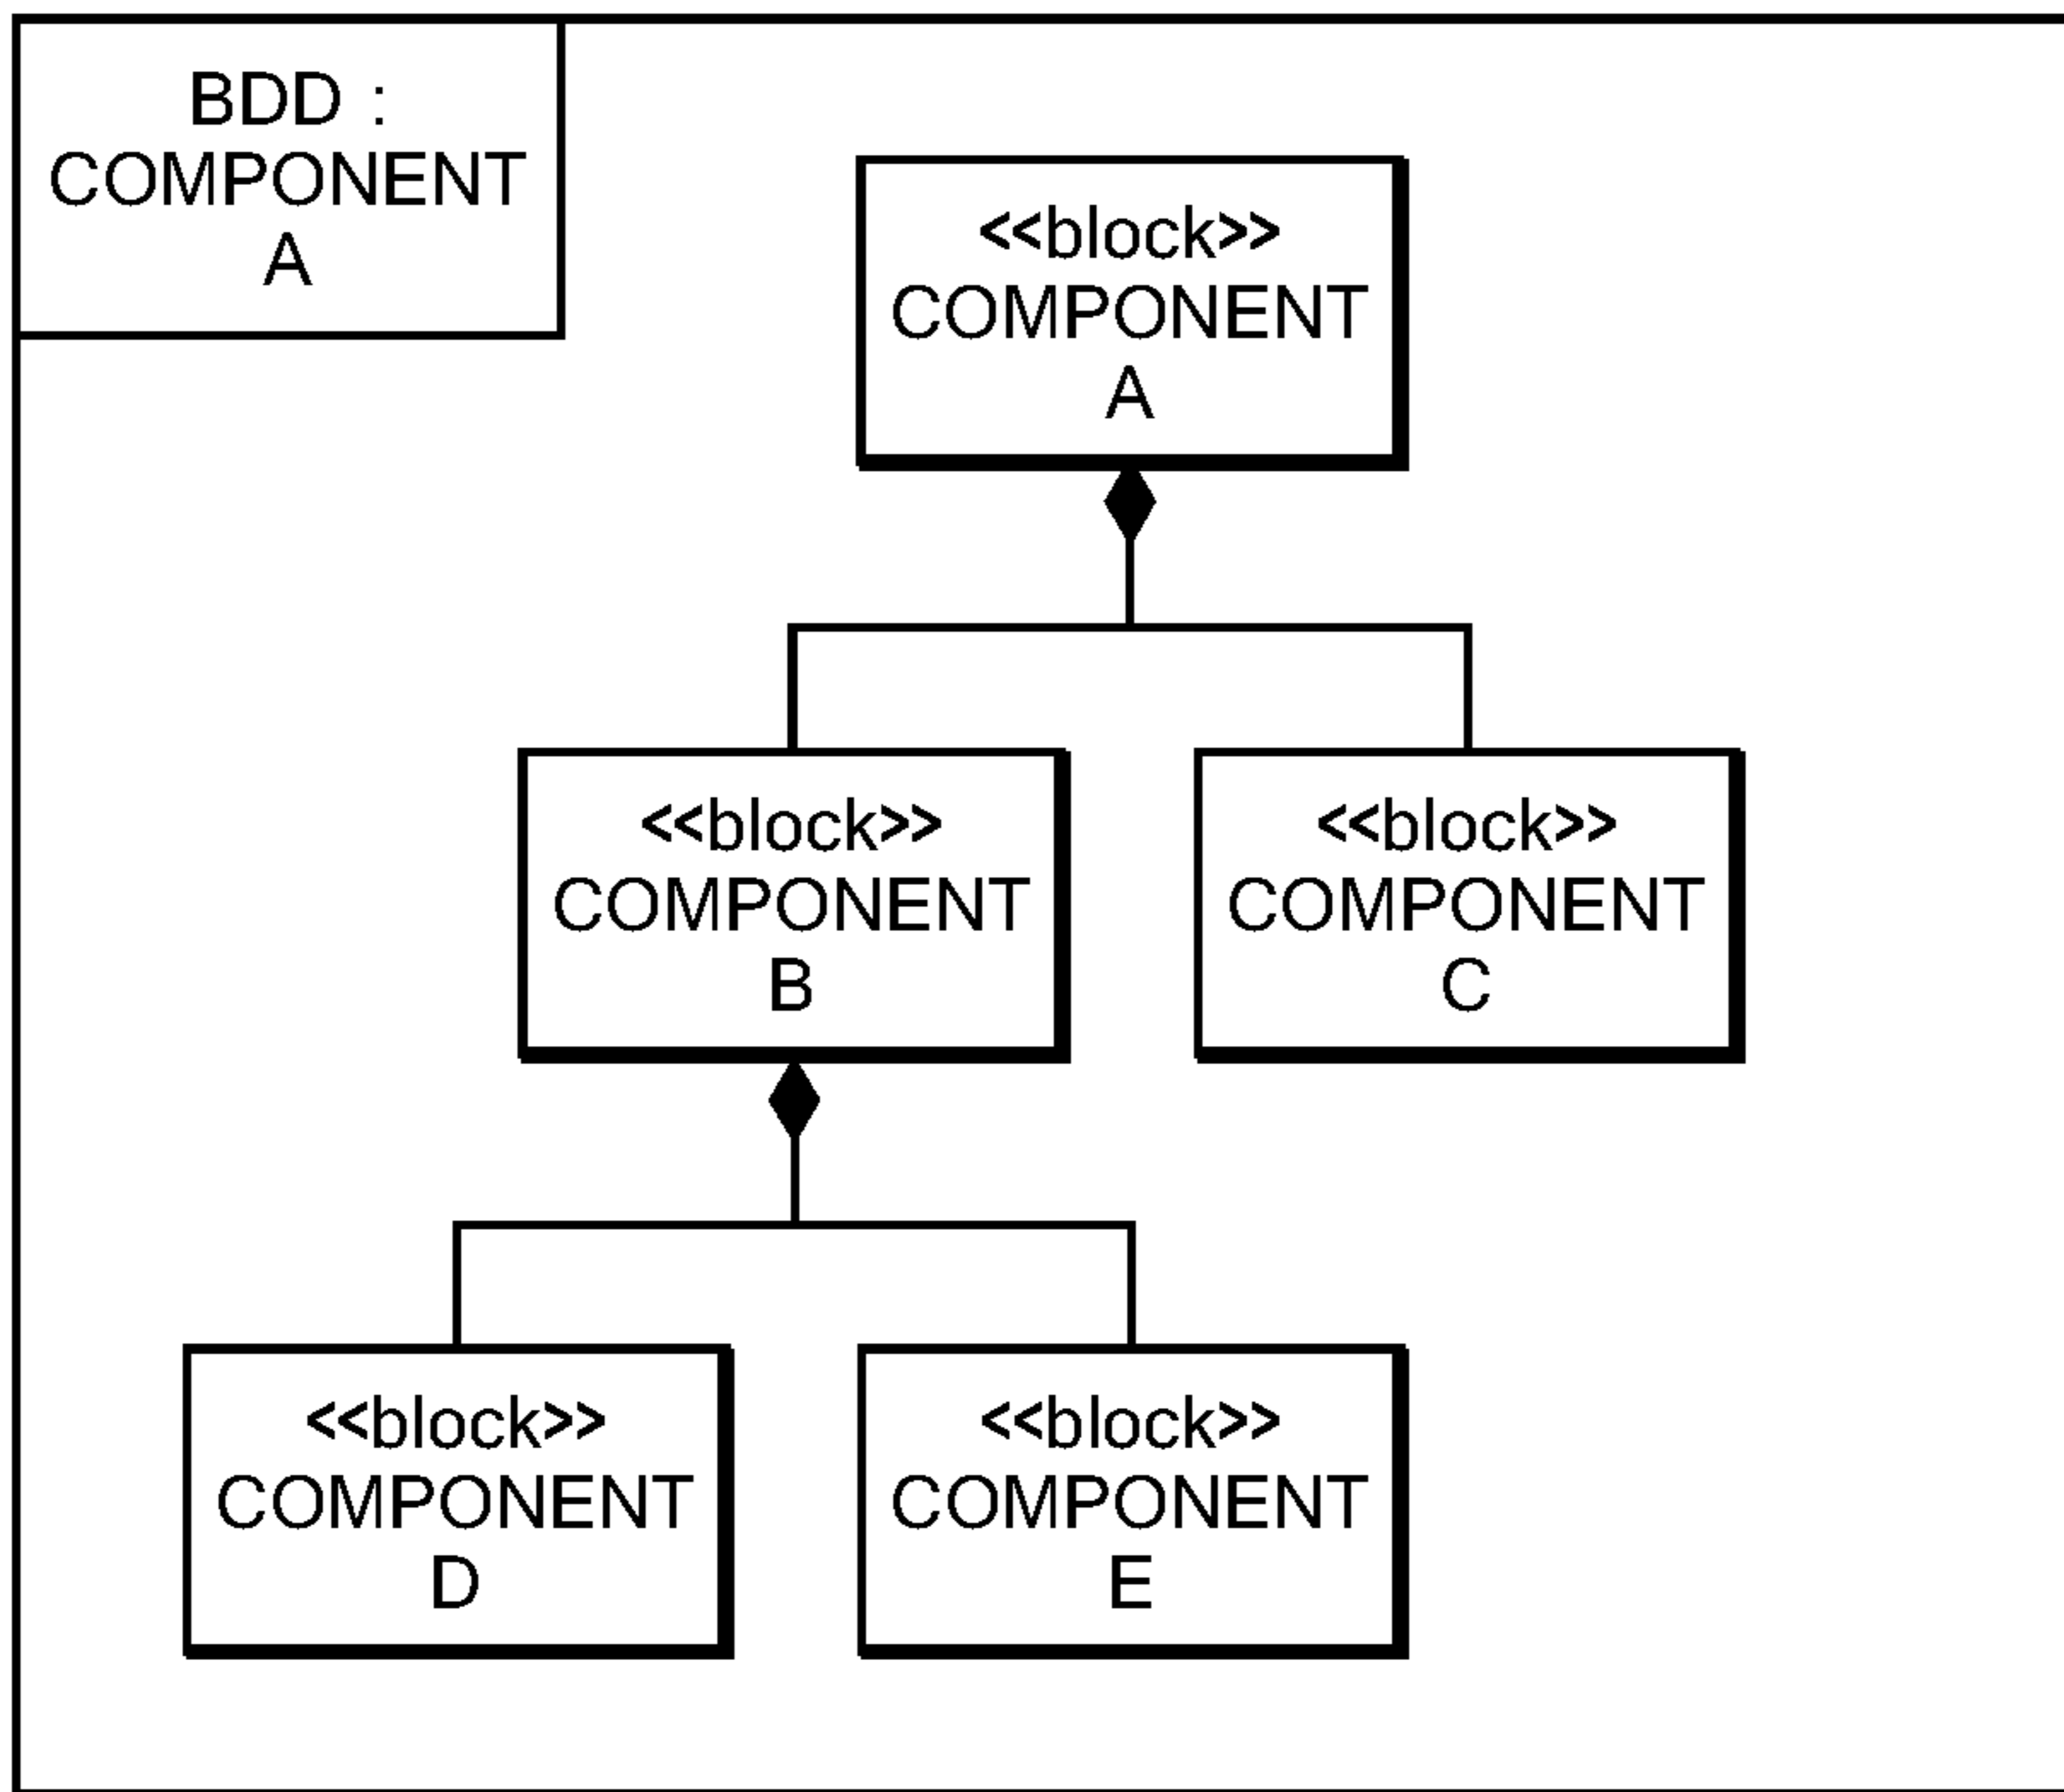 BDD :
COMPONENT
A
<<block>>
COMPONENT
A
<<block>>
COMPONENT
B
<<block>>
COMPONENT
C
<<block>>
COMPONENT
D
<<block>>
COMPONENT
E